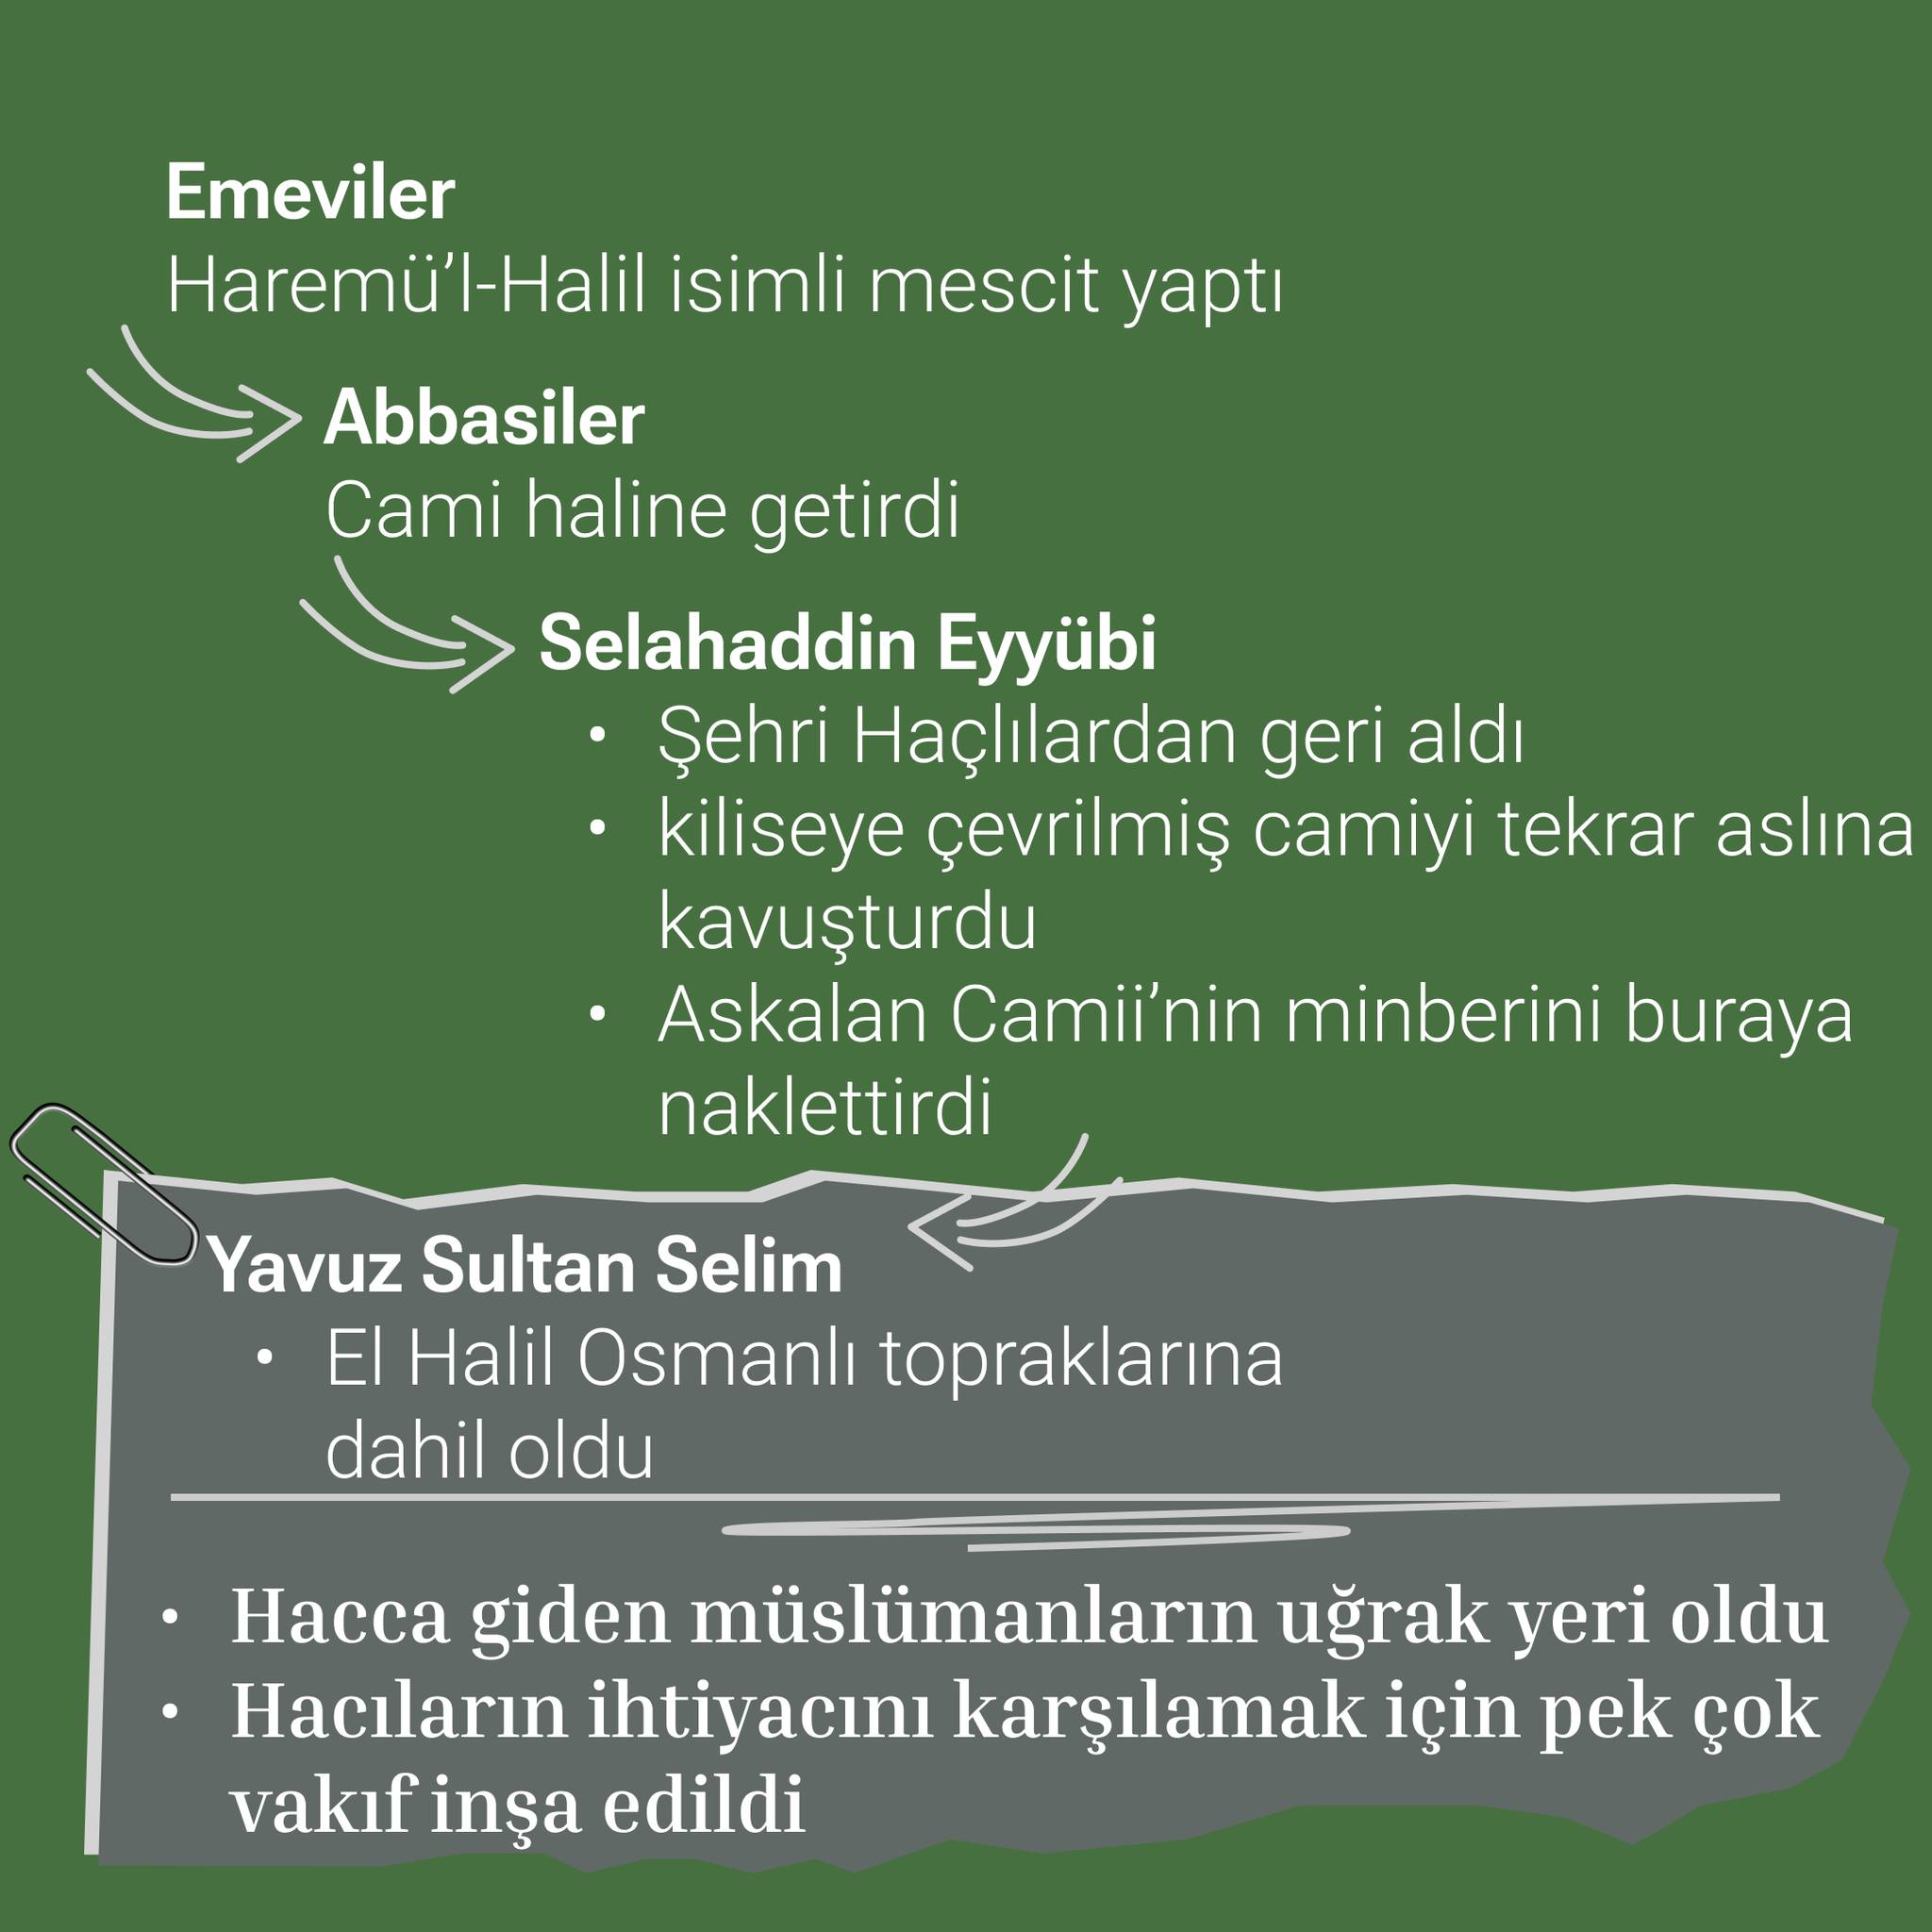 Emeviler
Haremü’l-Halil isimli mescit yaptı
Abbasiler
Cami haline getirdi
Selahaddin Eyyübi
• Şehri Haçlılardan geri aldı
• kiliseye çevrilmiş camiyi tekrar aslına
kavuşturdu
• Askalan Camii’nin minberini buraya
naklettirdi
Yavuz Sultan Selim
• El Halil Osmanlı topraklarına
dahil oldu
• Hacca giden müslümanların uğrak yeri oldu
• Hacıların ihtiyacını karşılamak için pek çok
vakıf inşa edildi